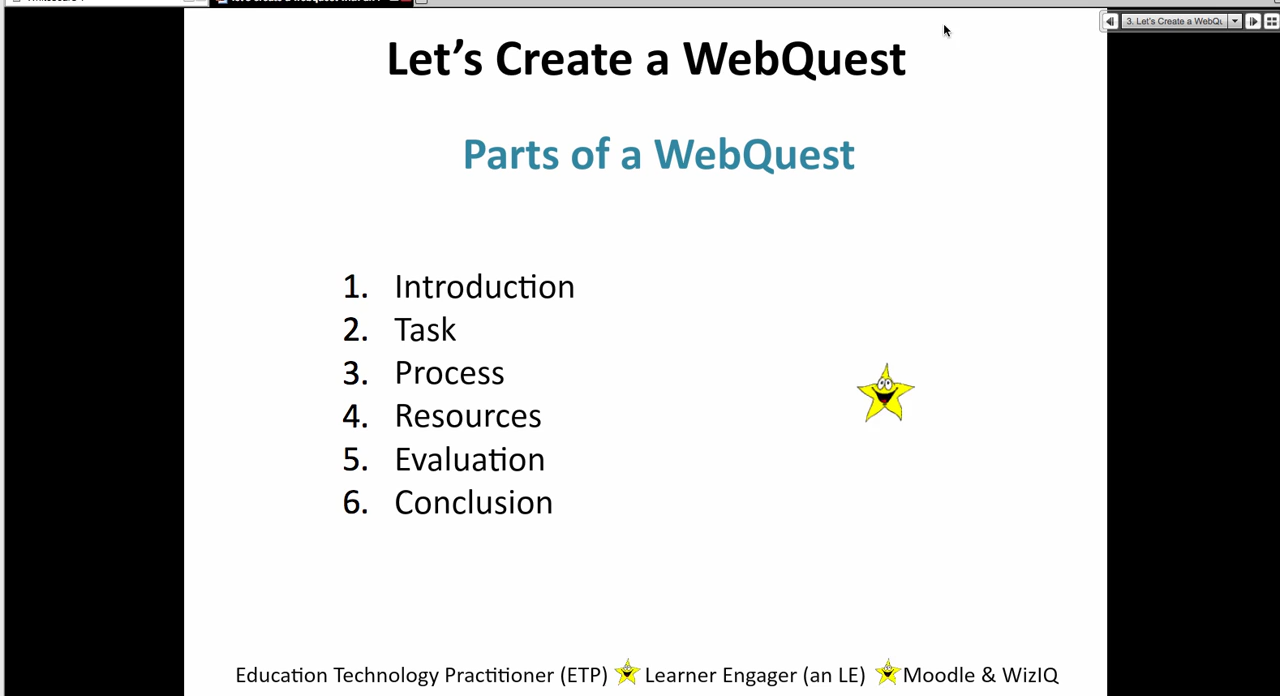 3. Let's Create a WebQu
Let's Create a WebQuest
Parts of a WebQuest
1. Introduction
2. Task
3. Process
4. Resources
5. Evaluation
6. Conclusion
Education Technology Practitioner (ETP) Learner Engager (an LE) Moodle & WizIQ